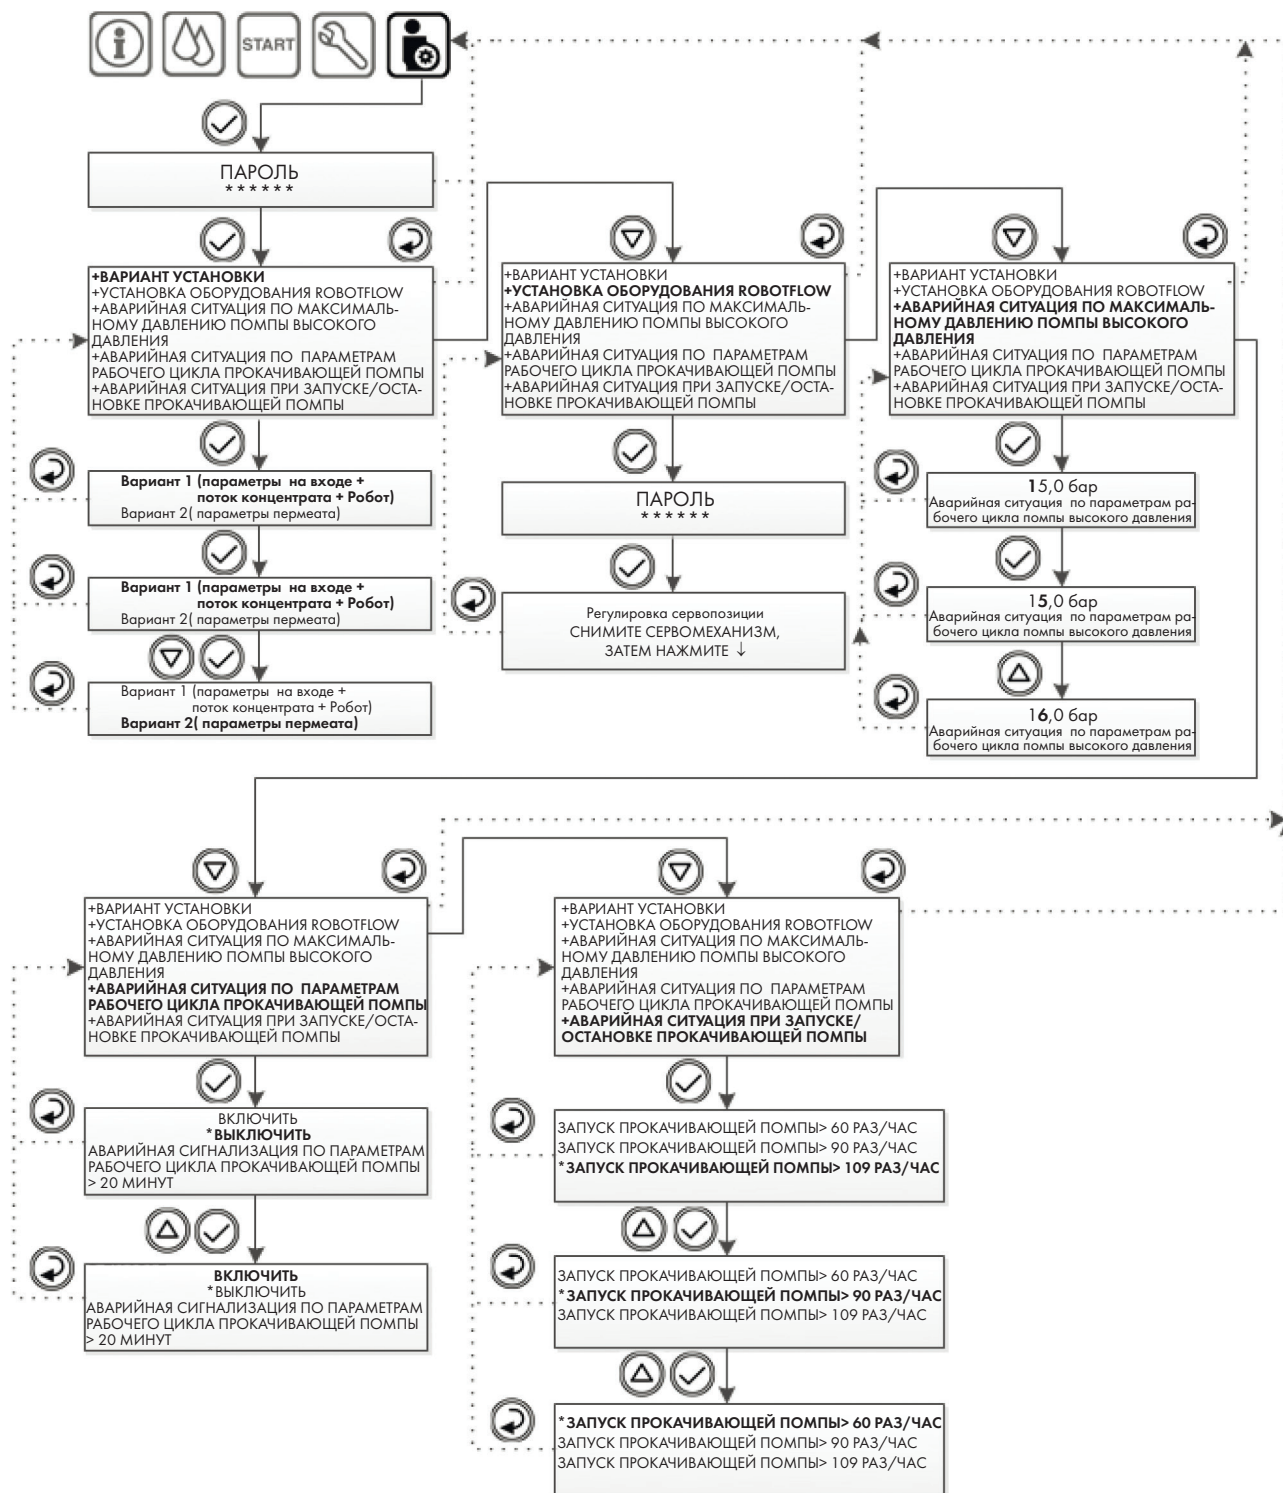 START
ПАРОЛЬ
* * * * * *
+ВАРИАНТ УСТАНОВКИ
+УСТАНОВКА ОБОРУДОВАНИЯ ROBOTFLOW
+АВАРИЙНАЯ СИТУАЦИЯ ПО МАКСИМАЛЬ-
НОМУ ДАВЛЕНИЮ ПОМПЫ ВЫСОКОГО
ДАВЛЕНИЯ
+АВАРИЙНАЯ СИТУАЦИЯ ПО ПАРАМЕТРАМ
РАБОЧЕГО ЦИКЛА ПРОКАЧИВАЮЩЕЙ ПОМПЫ
+АВАРИЙНАЯ СИТУАЦИЯ ПРИ ЗАПУСКЕ/ОСТА-
НОВКЕ ПРОКАЧИВАЮЩЕЙ ПОМПЫ
Вариант 1 (параметры на входе +
поток концентрата + Робот)
Вариант 2( параметры пермеата)
Вариант 1 (параметры на входе +
поток концентрата + Робот)
Вариант 2( параметры пермеата)
Вариант 1 (параметры на входе +
поток концентрата + Робот)
Вариант 2( параметры пермеата)
+ВАРИАНТ УСТАНОВКИ
+УСТАНОВКА ОБОРУДОВАНИЯ ROBOTFLOW
+АВАРИЙНАЯ СИТУАЦИЯ ПО МАКСИМАЛЬ-
НОМУ ДАВЛЕНИЮ ПОМПЫ ВЫСОКОГО
ДАВЛЕНИЯ
+АВАРИЙНАЯ СИТУАЦИЯ ПО ПАРАМЕТРАМ
РАБОЧЕГО ЦИКЛА ПРОКАЧИВАЮЩЕЙ ПОМПЫ
+АВАРИЙНАЯ СИТУАЦИЯ ПРИ ЗАПУСКЕ/ОСТА-
НОВКЕ ПРОКАЧИВАЮЩЕЙ ПОМПЫ
ПАРОЛЬ
* * * * * *
Регулировка сервопозиции
СНИМИТЕ СЕРВОМЕХАНИЗМ,
ЗАТЕМ НАЖМИТЕ ↓
+ВАРИАНТ УСТАНОВКИ
+УСТАНОВКА ОБОРУДОВАНИЯ ROBOTFLOW
+АВАРИЙНАЯ СИТУАЦИЯ ПО МАКСИМАЛЬ-
НОМУ ДАВЛЕНИЮ ПОМПЫ ВЫСОКОГО
ДАВЛЕНИЯ
+АВАРИЙНАЯ СИТУАЦИЯ ПО ПАРАМЕТРАМ
РАБОЧЕГО ЦИКЛА ПРОКАЧИВАЮЩЕЙ ПОМПЫ
+АВАРИЙНАЯ СИТУАЦИЯ ПРИ ЗАПУСКЕ/ОСТА-
НОВКЕ ПРОКАЧИВАЮЩЕЙ ПОМПЫ
15,0 бар
Аварийная ситуация по параметрам ра-
бочего цикла помпы высокого давления
15,0 бар
Аварийная ситуация по параметрам ра-
бочего цикла помпы высокого давления
16,0 бар
Аварийная ситуация по параметрам ра-
бочего цикла помпы высокого давления
+ВАРИАНТ УСТАНОВКИ
+УСТАНОВКА ОБОРУДОВАНИЯ ROBOTFLOW
+АВАРИЙНАЯ СИТУАЦИЯ ПО МАКСИМАЛЬ-
НОМУ ДАВЛЕНИЮ ПОМПЫ ВЫСОКОГО
ДАВЛЕНИЯ
+АВАРИЙНАЯ СИТУАЦИЯ ПО ПАРАМЕТРАМ
РАБОЧЕГО ЦИКЛА ПРОКАЧИВАЮЩЕЙ ПОМПЫ
+АВАРИЙНАЯ СИТУАЦИЯ ПРИ ЗАПУСКЕ/ОСТА-
НОВКЕ ПРОКАЧИВАЮЩЕЙ ПОМПЫ
ВКЛЮЧИТЬ
*ВЫКЛЮЧИТЬ
АВАРИЙНАЯ СИГНАЛИЗАЦИЯ ПО ПАРАМЕТРАМ
РАБОЧЕГО ЦИКЛА ПРОКАЧИВАЮЩЕЙ ПОМПЫ
> 20 МИНУТ
ВКЛЮЧИТЬ
*ВЫКЛЮЧИТЬ
АВАРИЙНАЯ СИГНАЛИЗАЦИЯ ПО ПАРАМЕТРАМ
РАБОЧЕГО ЦИКЛА ПРОКАЧИВАЮЩЕЙ ПОМПЫ
> 20 МИНУТ
+ВАРИАНТ УСТАНОВКИ
+УСТАНОВКА ОБОРУДОВАНИЯ ROBOTFLOW
+АВАРИЙНАЯ СИТУАЦИЯ ПО МАКСИМАЛЬ-
НОМУ ДАВЛЕНИЮ ПОМПЫ ВЫСОКОГО
ДАВЛЕНИЯ
+АВАРИЙНАЯ СИТУАЦИЯ ПО ПАРАМЕТРАМ
РАБОЧЕГО ЦИКЛА ПРОКАЧИВАЮЩЕЙ ПОМПЫ
+АВАРИЙНАЯ СИТУАЦИЯ ПРИ ЗАПУСКЕ/
ОСТАНОВКЕ ПРОКАЧИВАЮЩЕЙ ПОМПЫ
ЗАПУСК ПРОКАЧИВАЮЩЕЙ ПОМПЫ> 60 РАЗ/ЧАС
ЗАПУСК ПРОКАЧИВАЮЩЕЙ ПОМПЫ> 90 РАЗ/ЧАС
*ЗАПУСК ПРОКАЧИВАЮЩЕЙ ПОМПЫ> 109 РАЗ/ЧАС
ЗАПУСК ПРОКАЧИВАЮЩЕЙ ПОМПЫ> 60 РАЗ/ЧАС
*ЗАПУСК ПРОКАЧИВАЮЩЕЙ ПОМПЫ> 90 РАЗ/ЧАС
ЗАПУСК ПРОКАЧИВАЮЩЕЙ ПОМПЫ> 109 РАЗ/ЧАС
*ЗАПУСК ПРОКАЧИВАЮЩЕЙ ПОМПЫ> 60 РАЗ/ЧАС
ЗАПУСК ПРОКАЧИВАЮЩЕЙ ПОМПЫ> 90 РАЗ/ЧАС
ЗАПУСК ПРОКАЧИВАЮЩЕЙ ПОМПЫ> 109 РАЗ/ЧАС